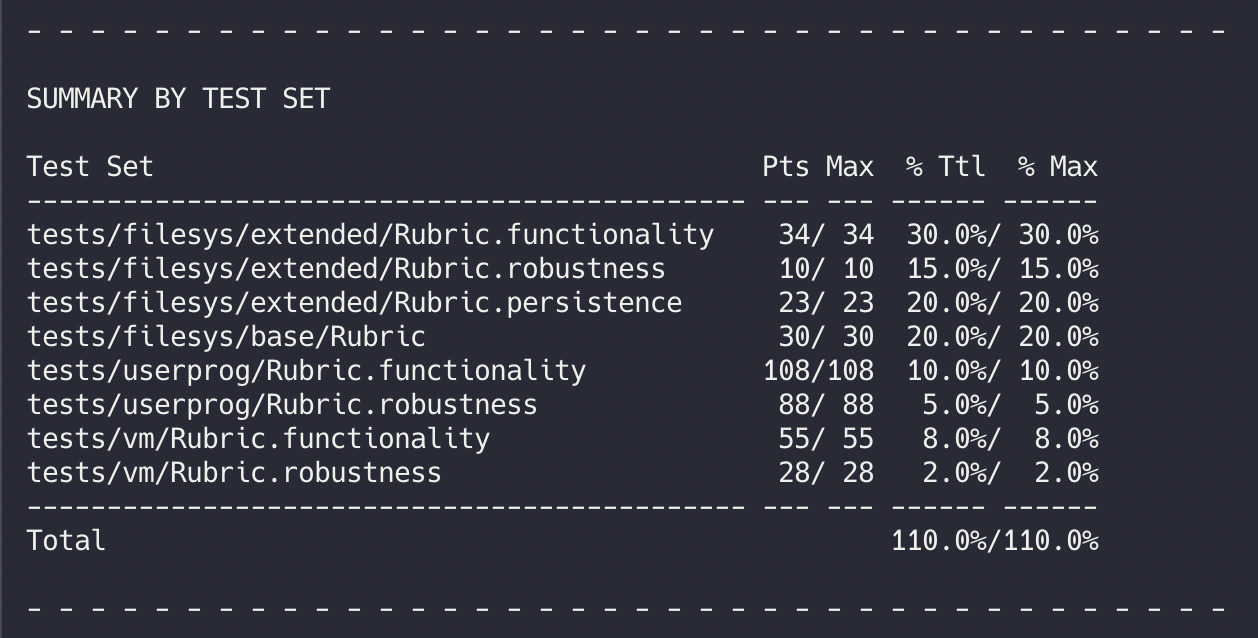 - - - - - - - - - - - - - - - - - - - - - - - - - - - - - - - - - - - - - -
SUMMARY BY TEST SET
Test Set                                      Pts Max  % Ttl  % Max
--------------------------------------------- --- --- ------ ------
tests/filesys/extended/Rubric.functionality    34/ 34  30.0%/ 30.0%
tests/filesys/extended/Rubric.robustness       10/ 10  15.0%/ 15.0%
tests/filesys/extended/Rubric.persistence      23/ 23  20.0%/ 20.0%
tests/filesys/base/Rubric                      30/ 30  20.0%/ 20.0%
tests/userprog/Rubric.functionality           108/108  10.0%/ 10.0%
tests/userprog/Rubric.robustness               88/ 88   5.0%/  5.0%
tests/vm/Rubric.functionality                  55/ 55   8.0%/  8.0%
tests/vm/Rubric.robustness                     28/ 28   2.0%/  2.0%
--------------------------------------------- --- --- ------ ------
Total                                                 110.0%/110.0%
- - - - - - - - - - - - - - - - - - - - - - - - - - - - - - - - - - - - - -